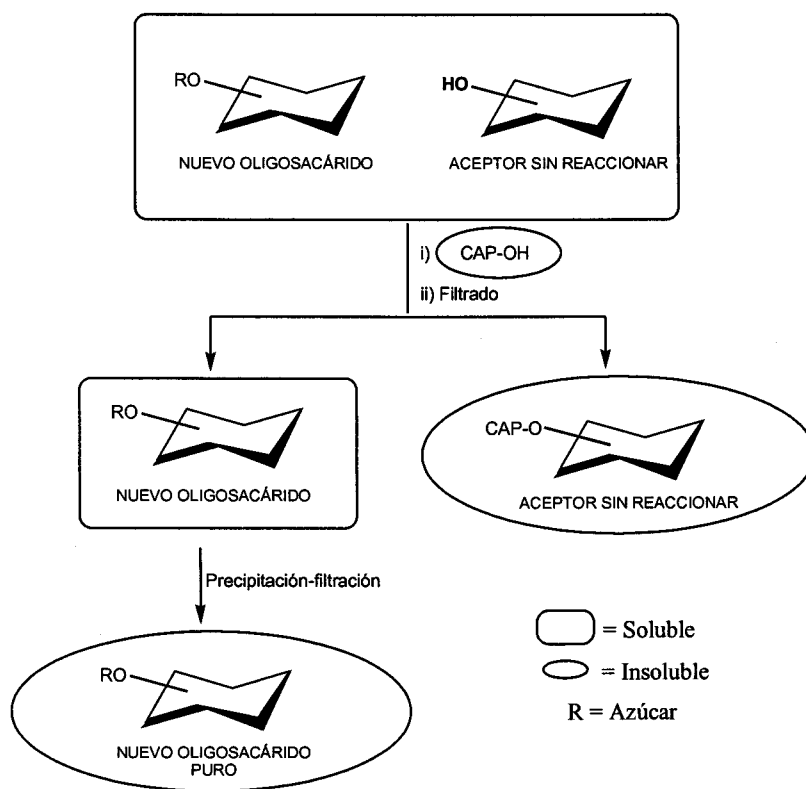 RO
HO
NUEVO OLIGOSACÁRIDO
ACEPTOR SIN REACCIONAR
i) CAP-OH
ii) Filtrado
RO
NUEVO OLIGOSACÁRIDO
CAP-O
ACEPTOR SIN REACCIONAR
Precipitación-filtración
RO
NUEVO OLIGOSACÁRIDO
PURO
= Soluble
= Insoluble
R = Azúcar